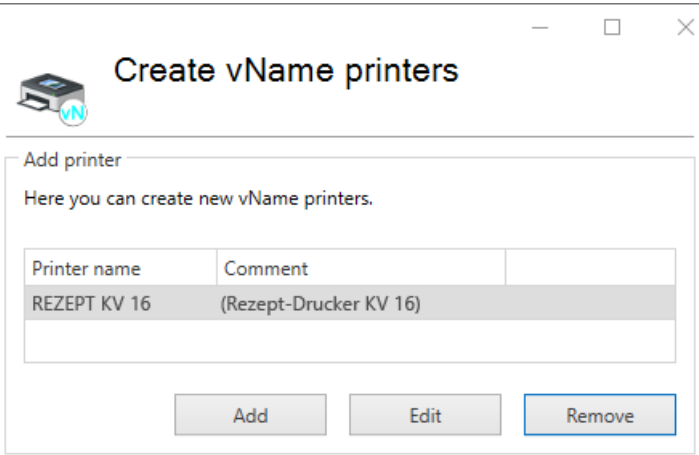 Create vName printers
vN
Add printer
Here you can create new vName printers.
Printer name Comment
REZEPT KV 16 (Rezept-Drucker KV 16)
Add Edit Remove